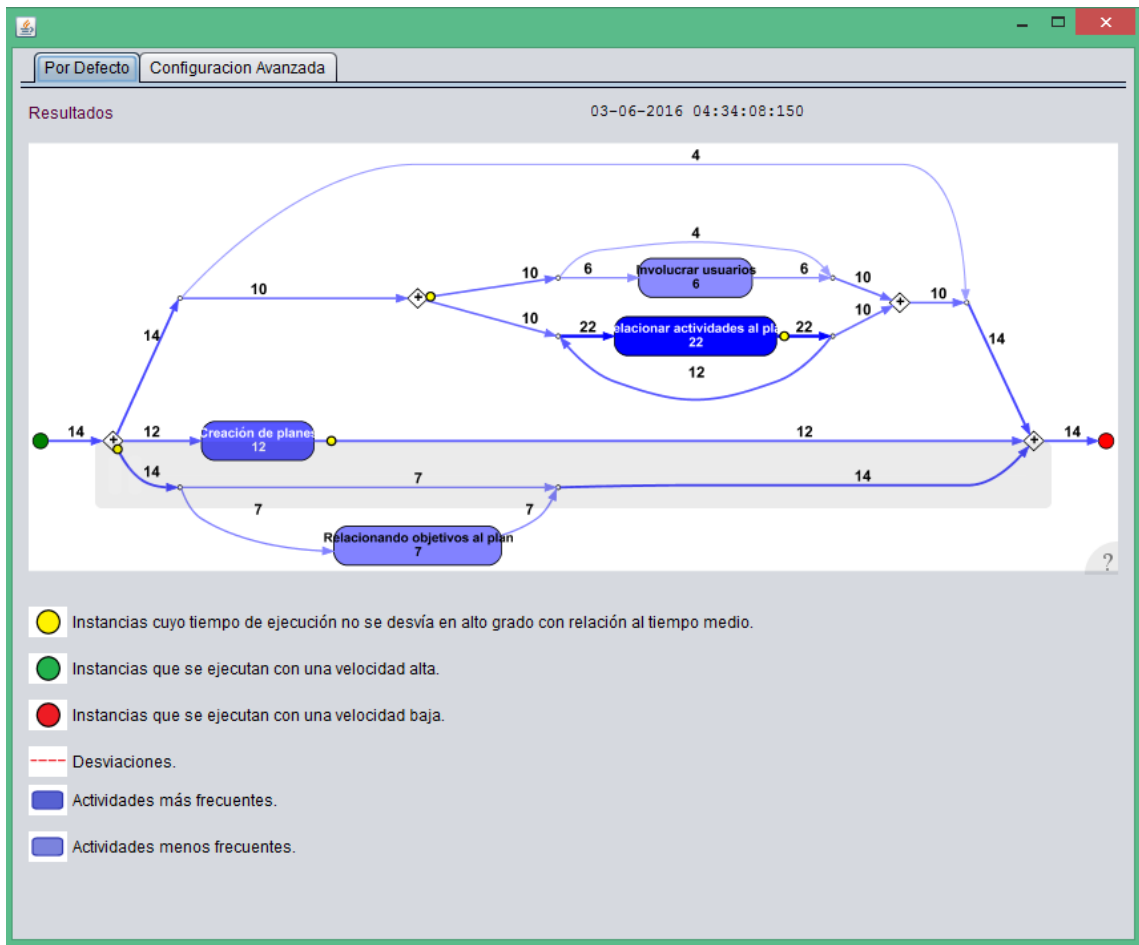 Por Defecto Configuracion Avanzada
Resultados 03-06-2016 04:34:08:150
4
4
10 6 Involucrar usuarios 6 10
6
10 10
10 10
22 elacionar actividades al pla 22
22
14 14
12
14 12 Creación de planes 12 14
12
14 7 14
7 7
Relacionando objetivos al plan
7
?
Instancias cuyo tiempo de ejecución no se desvía en alto grado con relación al tiempo medio.
Instancias que se ejecutan con una velocidad alta.
Instancias que se ejecutan con una velocidad baja.
Desviaciones.
Actividades más frecuentes.
Actividades menos frecuentes.